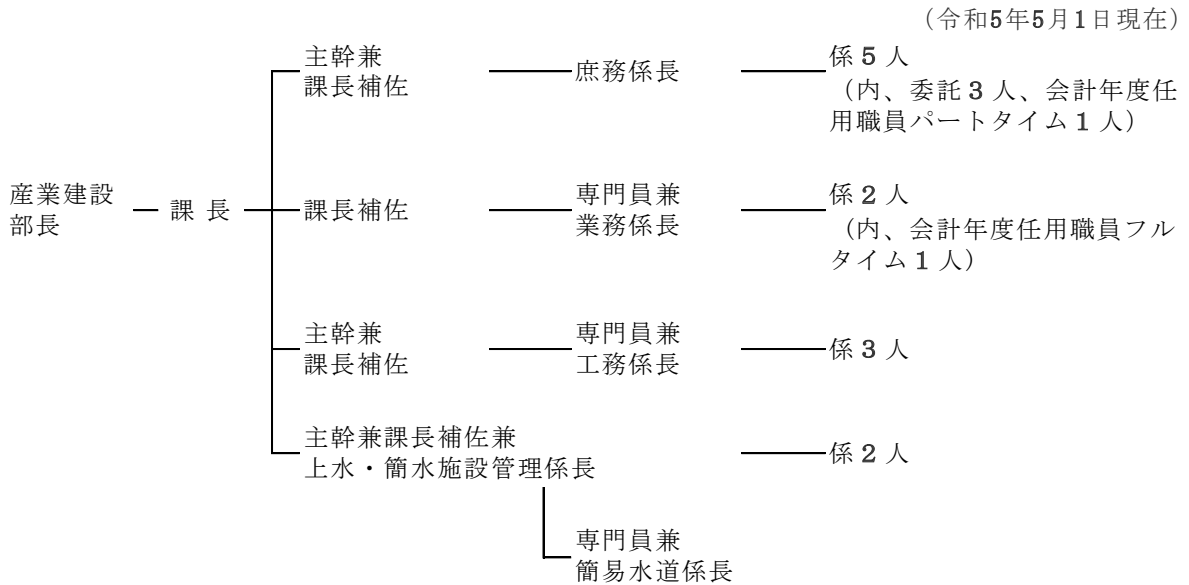 （令和5年5月1日現在）
主幹兼
課長補佐
庶務係長
係５人
（内、委託３人、会計年度任
用職員パートタイム１人）
産業建設
部長
課 長
課長補佐
専門員兼
業務係長
係２人
（内、会計年度任用職員フル
タイム１人）
主幹兼
課長補佐
専門員兼
工務係長
係３人
主幹兼課長補佐兼
上水・簡水施設管理係長
係２人
専門員兼
簡易水道係長